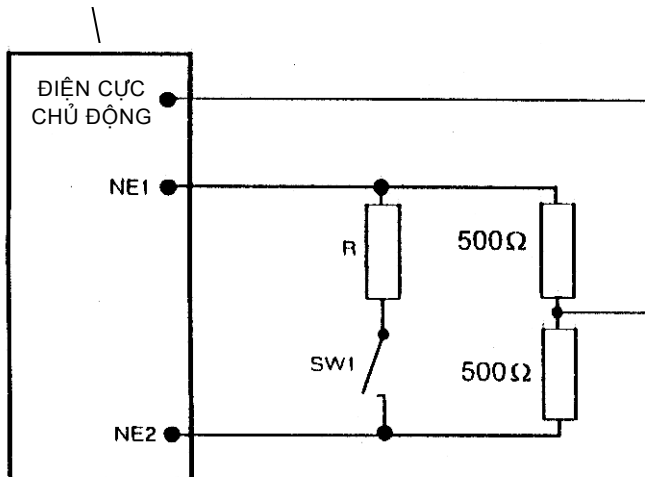 ĐIỆN CỰC
CHỦ ĐỘNG
NE1
R
500Ω
SW1
500Ω
NE2